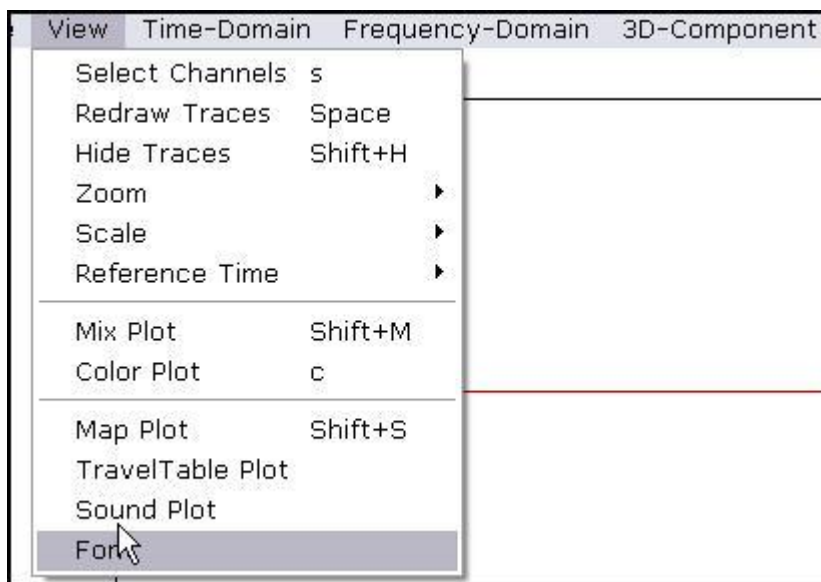 View Time-Domain Frequency-Domain 3D-Component
Select Channels s
Redraw Traces Space
Hide Traces Shift+H
Zoom
Scale
Reference Time
Mix Plot Shift+M
Color Plot c
Map Plot Shift+S
TravelTable Plot
Sound Plot